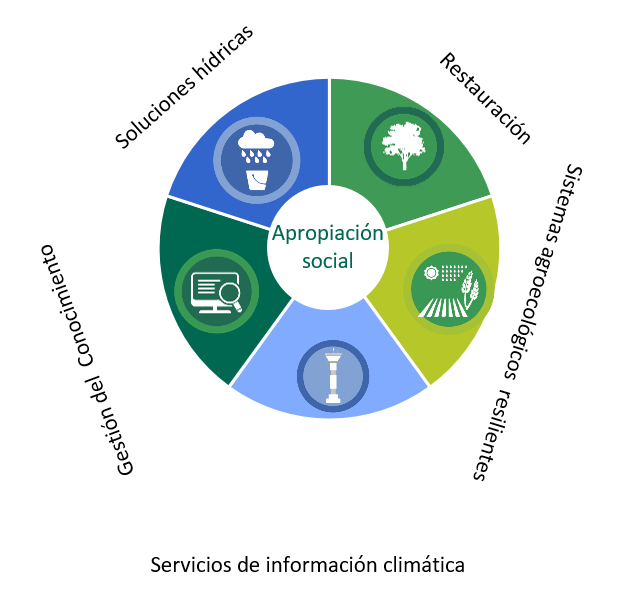 Soluciones hídricas
Restauración
Sistemas agroecológicos resilientes
Apropiación
social
Gestión del Conocimiento
Servicios de información climática